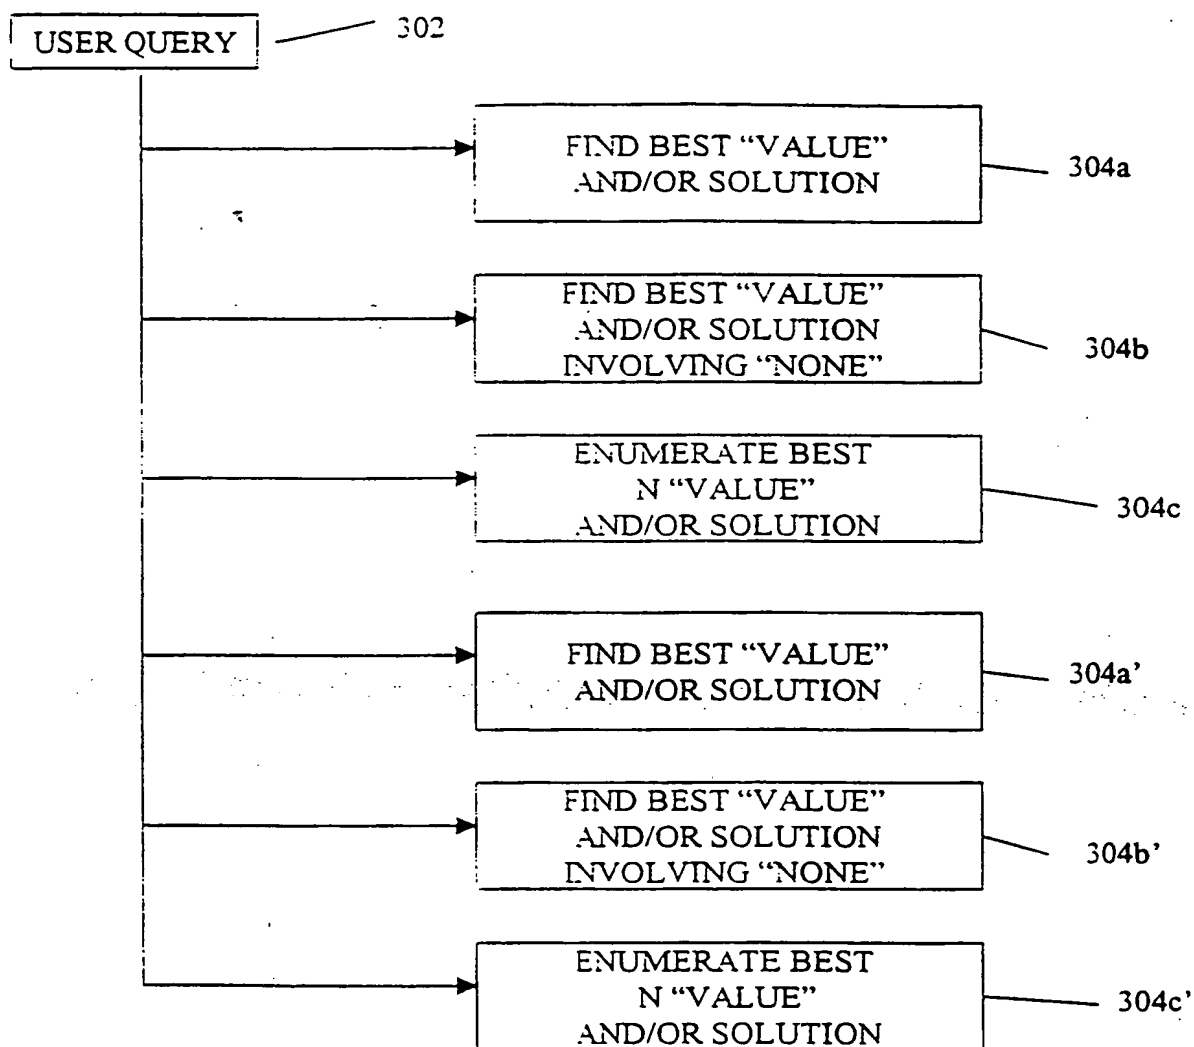 USER QUERY
302
FIND BEST “VALUE”
AND/OR SOLUTION
304a
FIND BEST “VALUE”
AND/OR SOLUTION
INVOLVING “NONE”
304b
ENUMERATE BEST
N “VALUE”
AND/OR SOLUTION
304c
FIND BEST “VALUE”
AND/OR SOLUTION
304a’
FIND BEST “VALUE”
AND/OR SOLUTION
INVOLVING “NONE”
304b’
ENUMERATE BEST
N “VALUE”
AND/OR SOLUTION
304c’